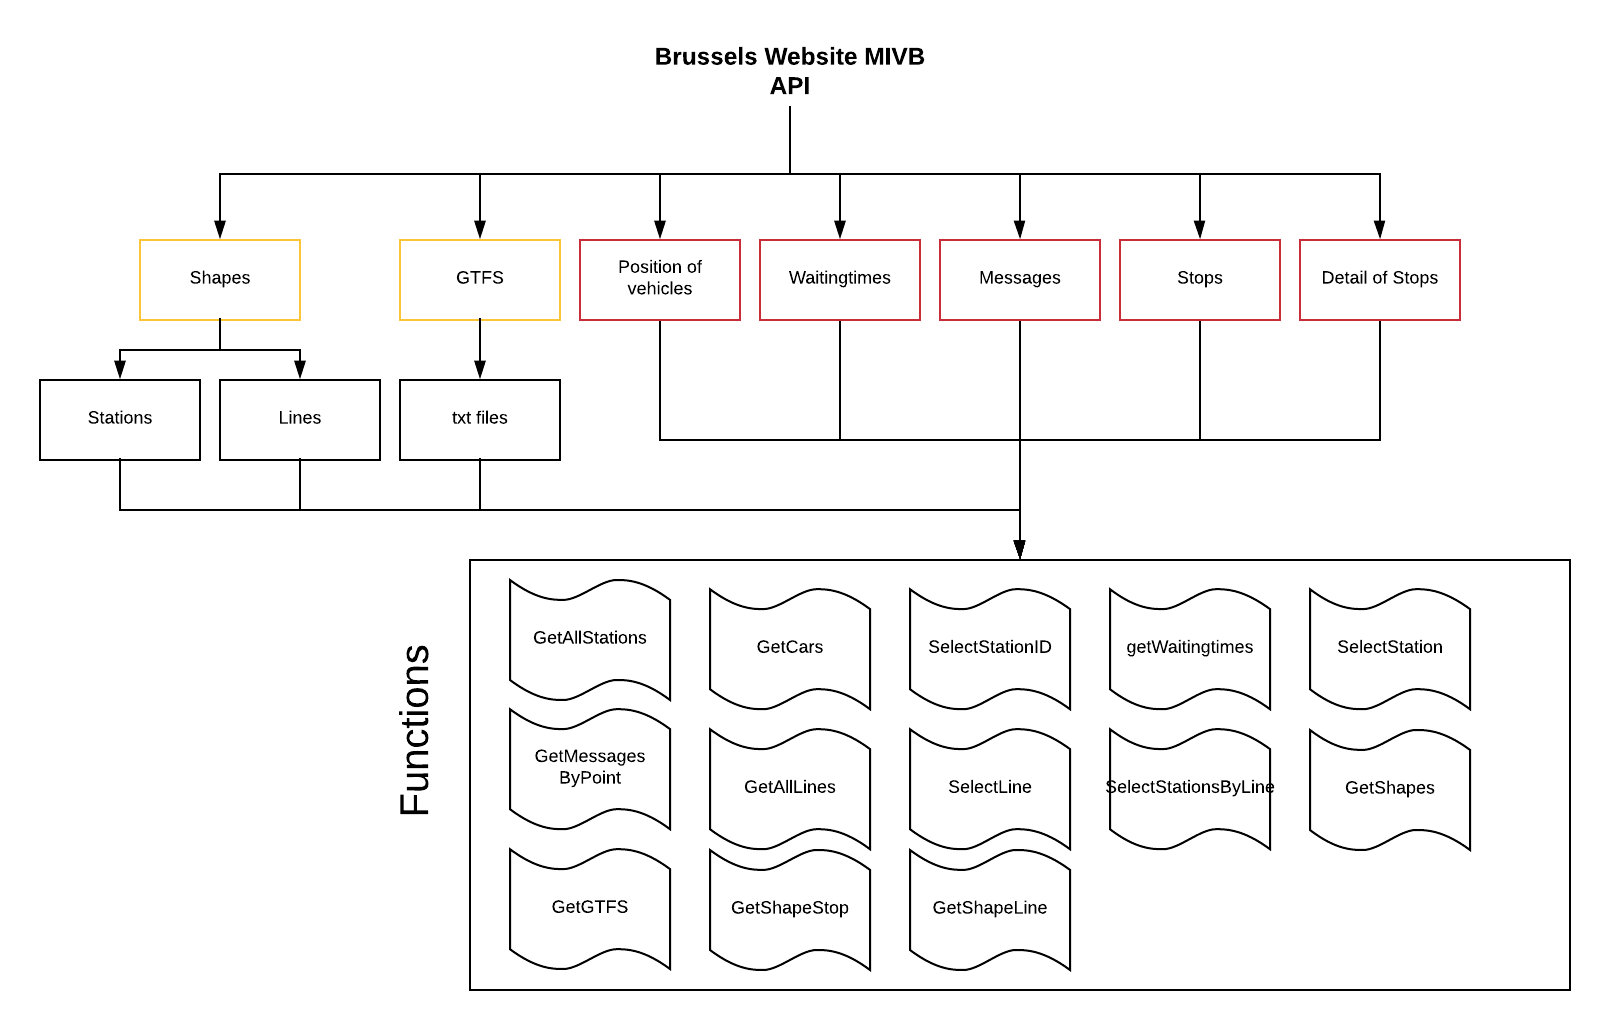 Brussels Website MIVB
API
Shapes
GTFS
Position of
vehicles
Waitingtimes
Messages
Stops
Detail of Stops
Stations
Lines
txt files
Functions
GetAllStations
GetCars
SelectStationID
getWaitingtimes
SelectStation
GetMessages
ByPoint
GetAllLines
SelectLine
SelectStationsByLine
GetShapes
GetGTFS
GetShapeStop
GetShapeLine